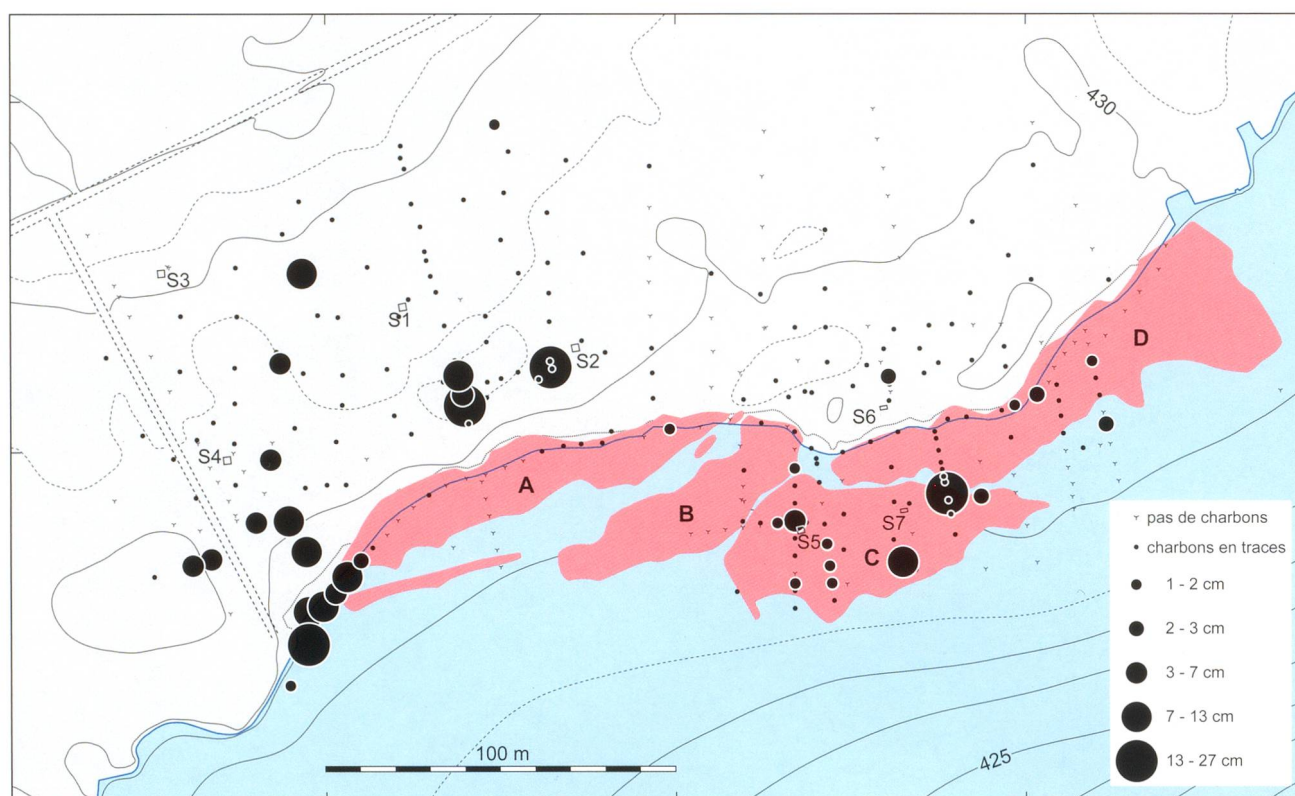 430
S3
S1
S2
D
S6
S4
A
B
S7
S5
C
pas de charbons
charbons en traces
1 - 2 cm
2 - 3 cm
3 - 7 cm
7 - 13 cm
13 - 27 cm
100 m
425